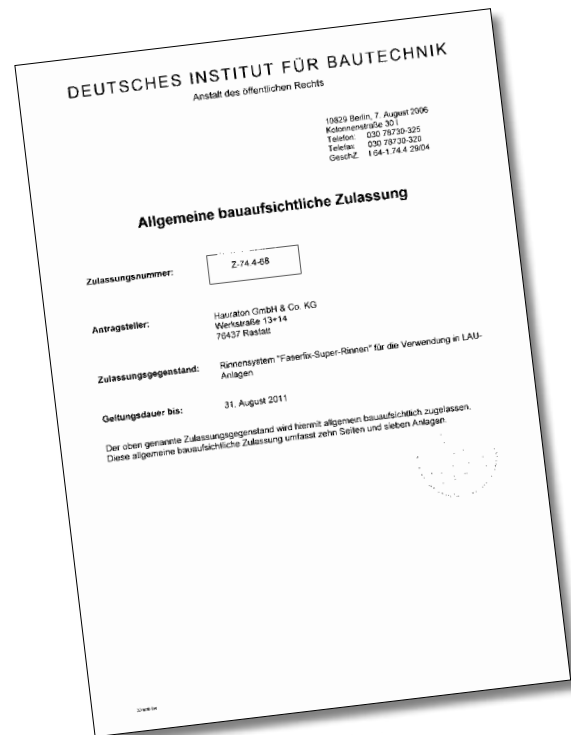 DEUTSCHES INSTITUT FÜR BAUTECHNIK
Anstalt des öffentlichen Rechts
10829 Berlin, 7. August 2006
Kolonnenstraße 30 l
Telefon: 030 78730-325
Telefax: 030 78730-320
GeschZ.: I 64-1.74.4 29/04
Allgemeine bauaufsichtliche Zulassung
Zulassungsnummer:
Z-74.4-68
Antragsteller:
Hauraton GmbH & Co. KG
Werkstraße 13+14
76437 Rastatt
Zulassungsgegenstand:
Rinnensystem "Faserfix-Super-Rinnen" für die Verwendung in LAU-
Anlagen
Geltungsdauer bis:
31. August 2011
Der oben genannte Zulassungsgegenstand wird hiermit allgemein bauaufsichtlich zugelassen.
Diese allgemeine bauaufsichtliche Zulassung umfasst zehn Seiten und sieben Anlagen.